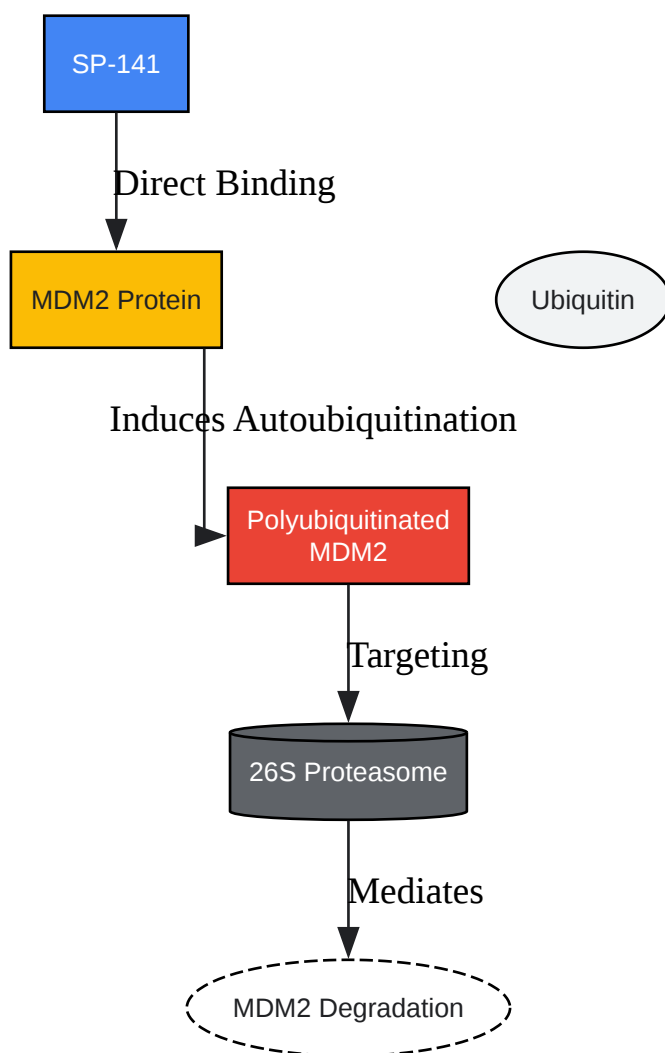 SP-141
Direct Binding
MDM2 Protein
Ubiquitin
Induces Autoubiquitination
Polyubiquitinated
MDM2
Targeting
26S Proteasome
Mediates
MDM2 Degradation